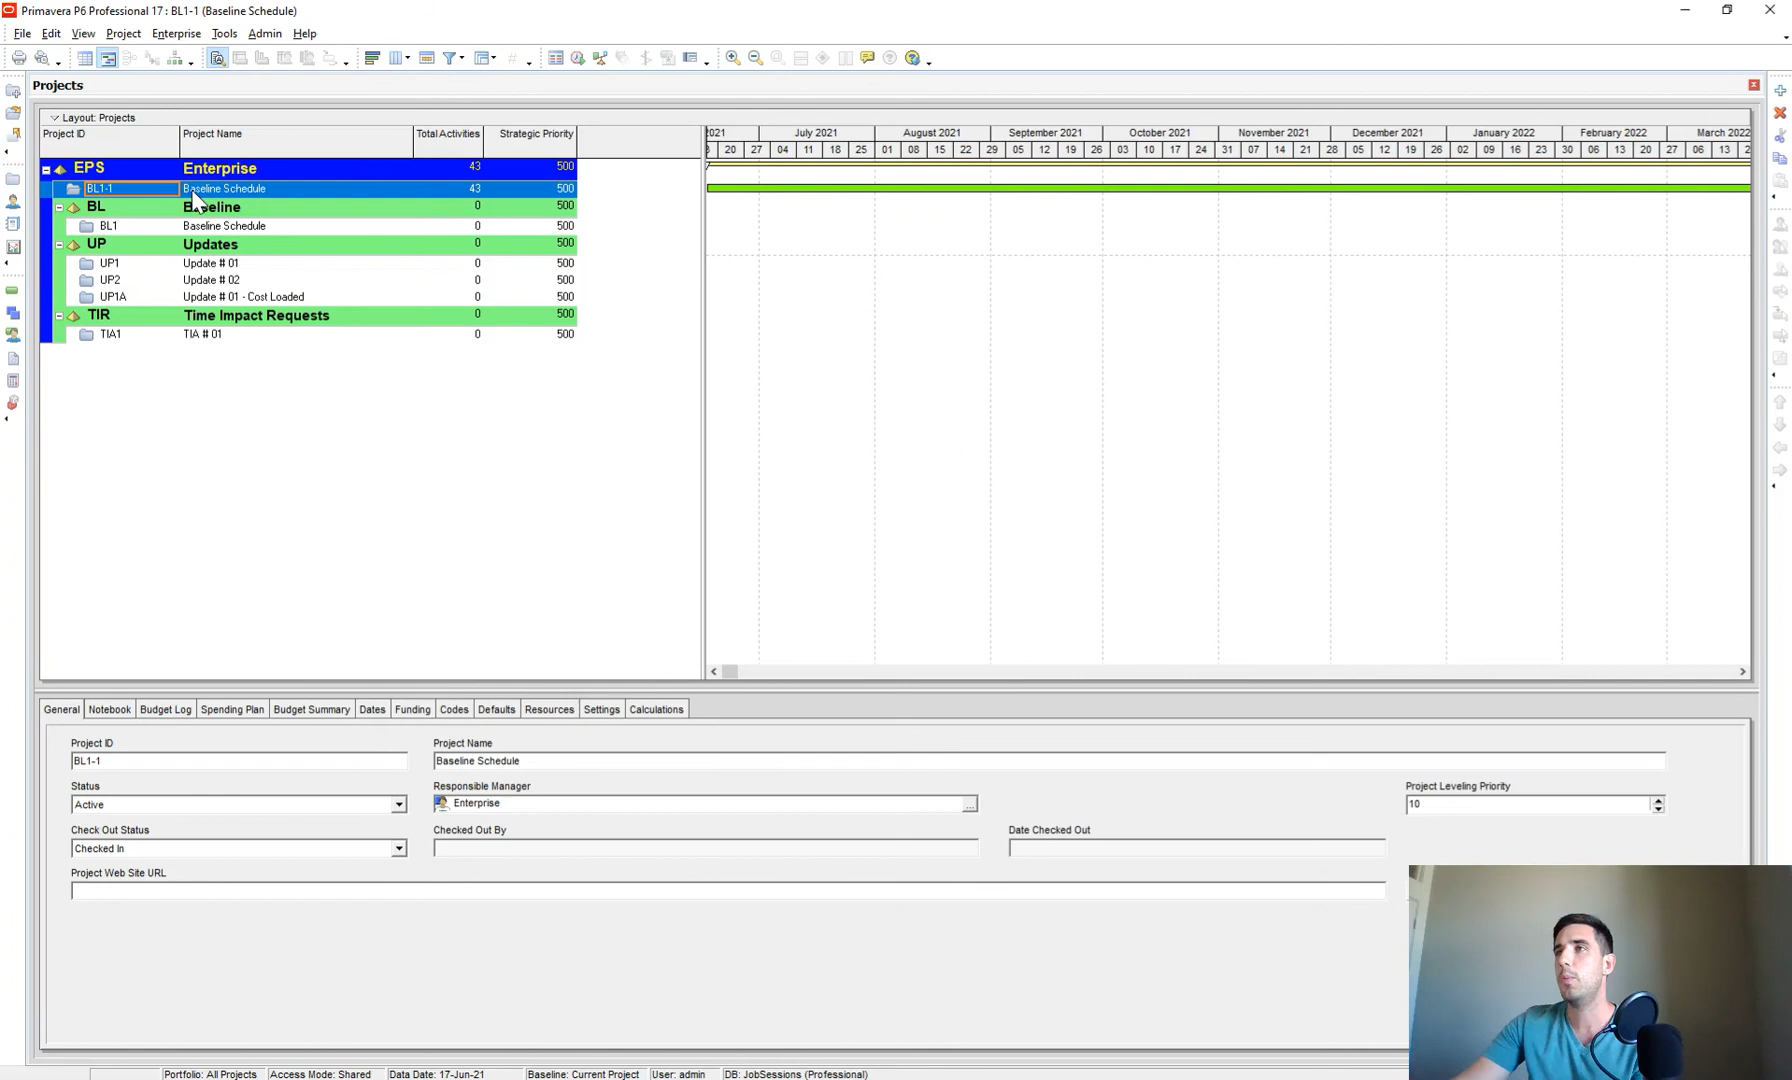 Primavera P6 Professional 17 : BL1-1 (Baseline Schedule)
File Edit View Project Enterprise Tools Admin Help
Projects
Layout: Projects
Project ID Project Name Total Activities Strategic Priority
2021 July 2021 August 2021 September 2021 October 2021 November 2021 December 2021 January 2022 February 2022 March 2022
20 27 04 11 18 25 01 08 15 22 29 05 12 19 26 03 10 17 24 31 07 14 21 28 05 12 19 26 02 09 16 23 30 06 13 20 27 06 13
EPS Enterprise 43 500
BL1-1 Baseline Schedule 43 500
BL Baseline 0 500
BL1 Baseline Schedule 0 500
UP Updates 0 500
UP1 Update # 01 0 500
UP2 Update # 02 0 500
UP1A Update # 01 - Cost Loaded 0 500
TIR Time Impact Requests 0 500
TIA1 TIA # 01 0 500
General Notebook Budget Log Spending Plan Budget Summary Dates Funding Codes Defaults Resources Settings Calculations
Project ID Project Name
BL1-1 Baseline Schedule
Status Responsible Manager Project Leveling Priority
Active Enterprise ... 10
Check Out Status Checked Out By Date Checked Out
Checked In
Project Web Site URL
Portfolio: All Projects Access Mode: Shared Data Date: 17-Jun-21 Baseline: Current Project User: admin DB: JobSessions (Professional)